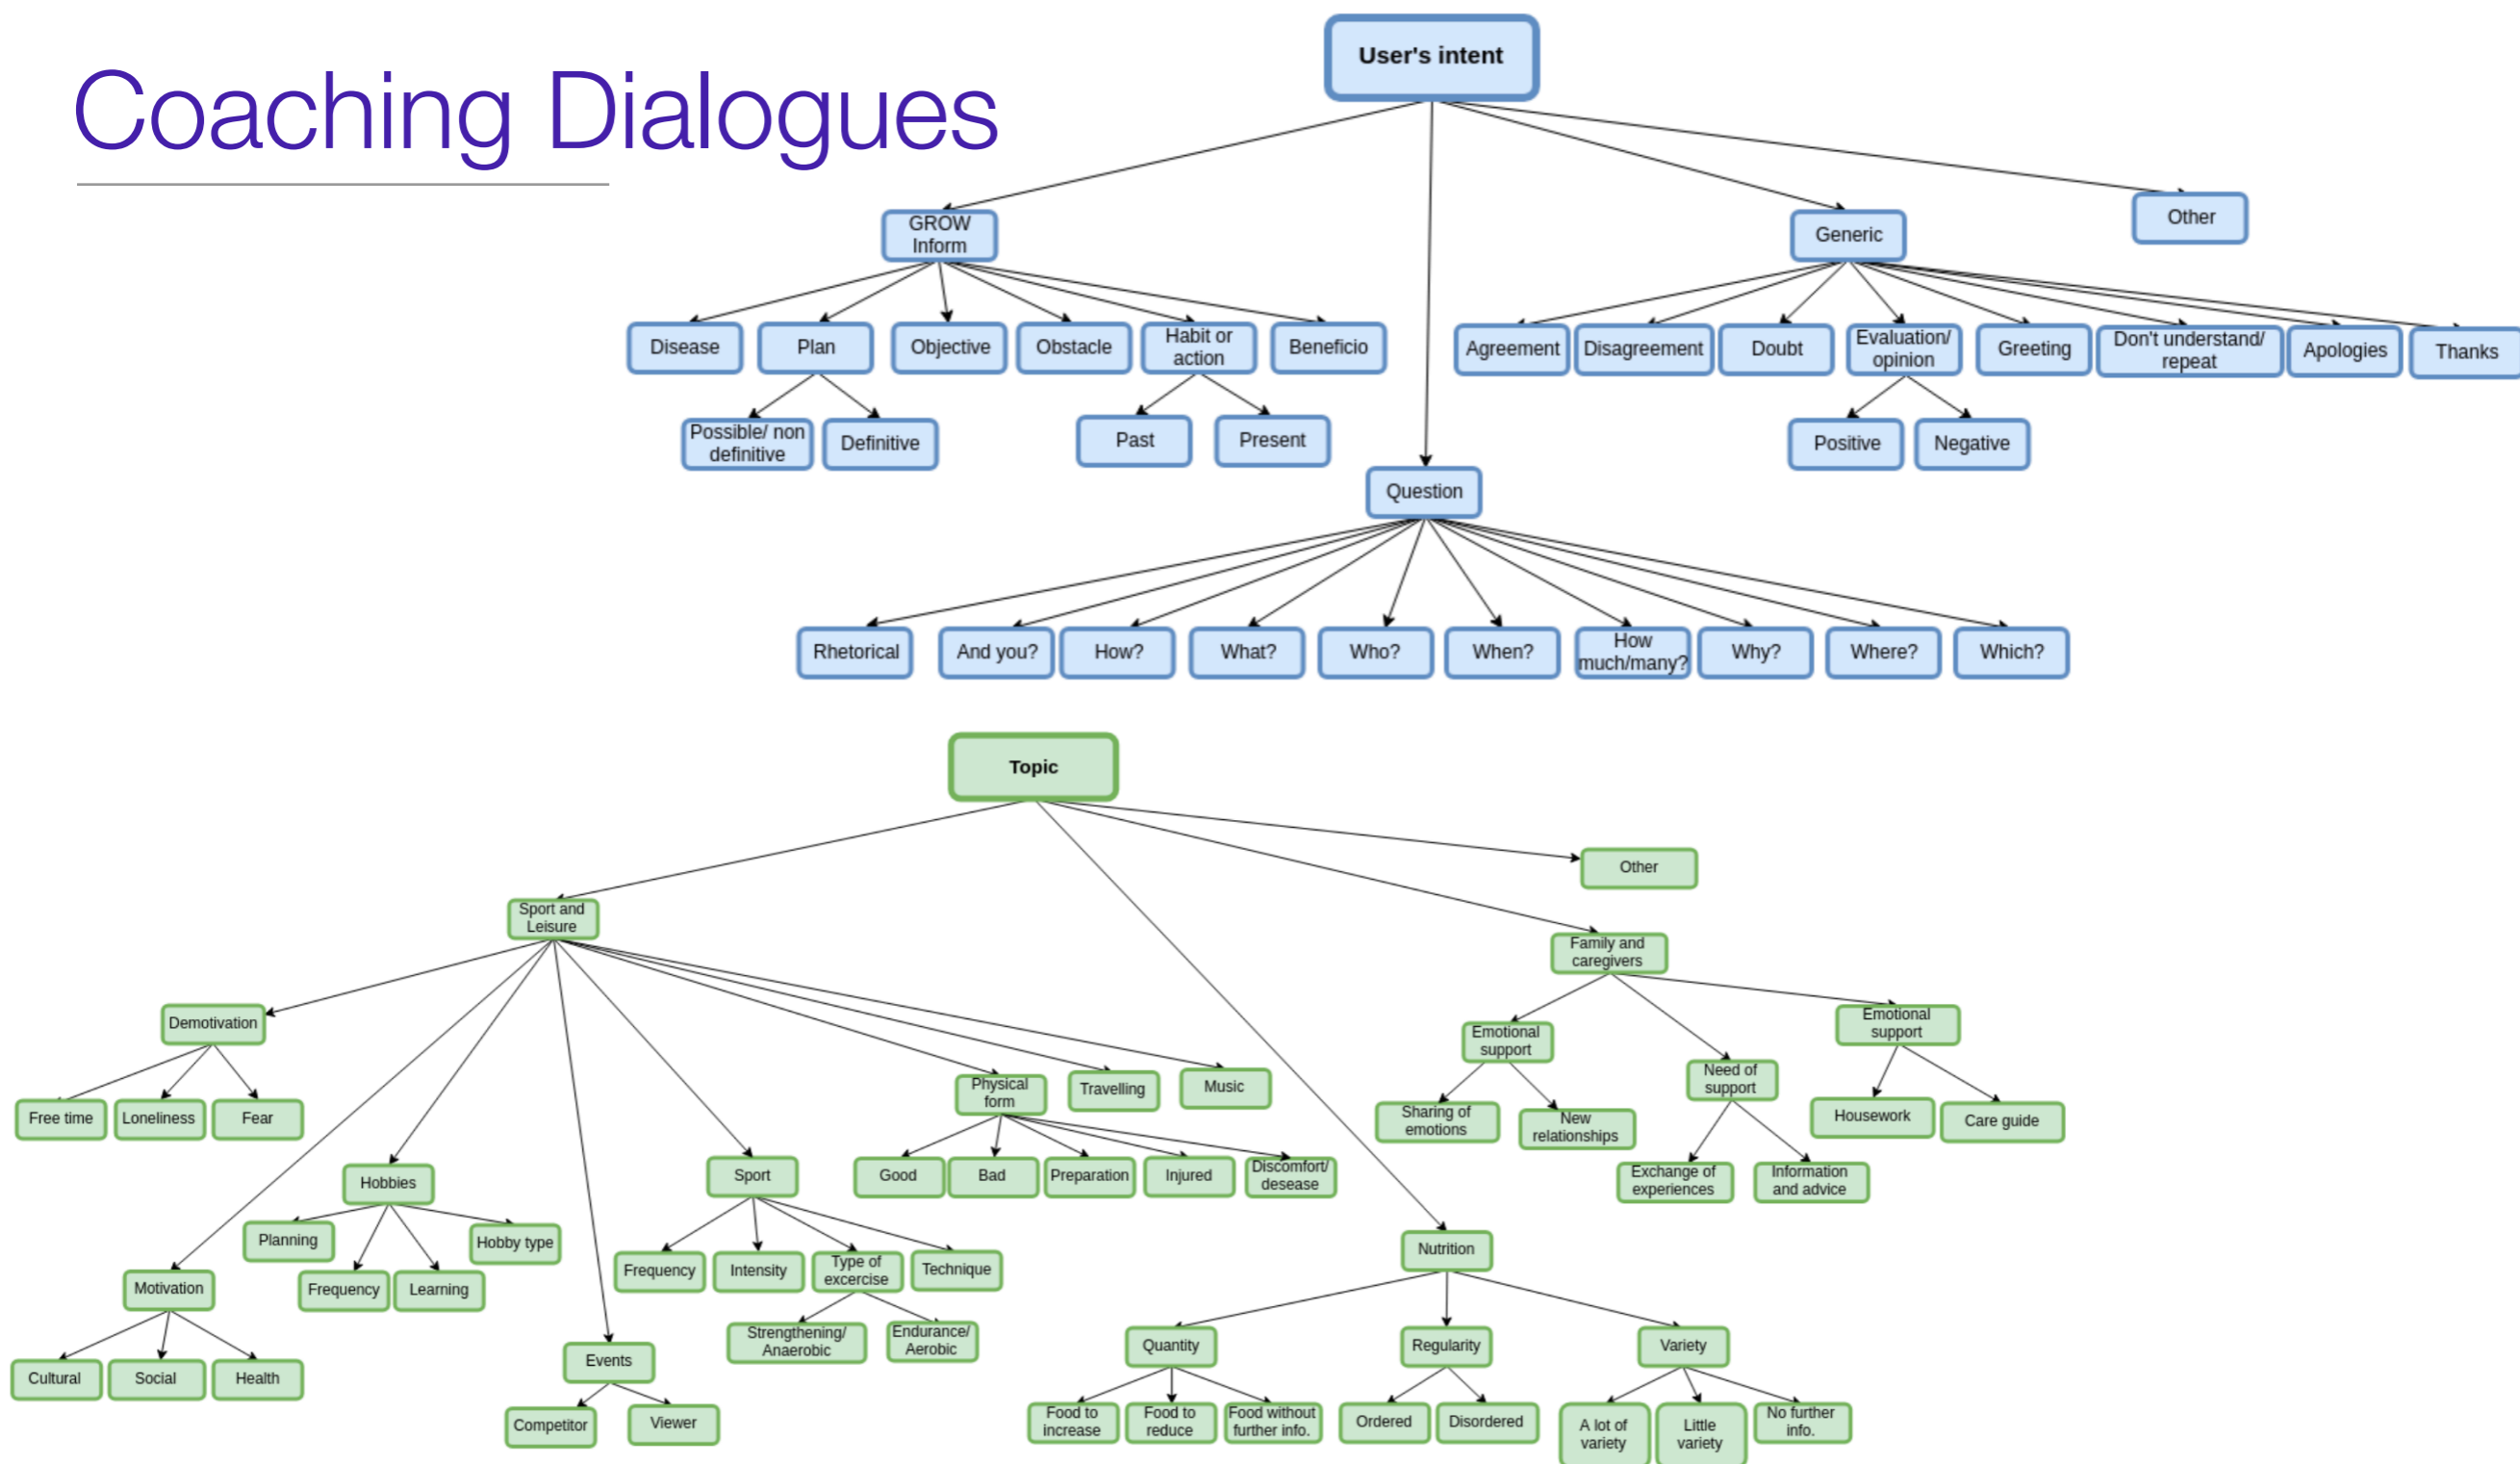 Coaching Dialogues
User's intent
Other
GROW
Inform
Generic
Disease
Plan
Objective
Obstacle
Habit or
action
Beneficio
Agreement
Disagreement
Doubt
Evaluation/
opinion
Greeting
Don't understand/
repeat
Apologies
Thanks
Possible/ non
definitive
Definitive
Past
Present
Positive
Negative
Question
Rhetorical
And you?
How?
What?
Who?
When?
How
much/many?
Why?
Where?
Which?
Topic
Other
Sport and
Leisure
Family and
caregivers
Demotivation
Emotional
support
Need of
support
Emotional
support
Physical
form
Travelling
Music
Free time
Loneliness
Fear
Sharing of
emotions
New
relationships
Housework
Care guide
Hobbies
Sport
Good
Bad
Preparation
Injured
Discomfort/
desease
Exchange of
experiences
Information
and advice
Planning
Hobby type
Frequency
Learning
Frequency
Intensity
Type of
excercise
Technique
Nutrition
Motivation
Strengthening/
Anaerobic
Endurance/
Aerobic
Events
Quantity
Regularity
Variety
Cultural
Social
Health
Competitor
Viewer
Food to
increase
Food to
reduce
Food without
further info.
Ordered
Disordered
A lot of
variety
Little
variety
No further
info.